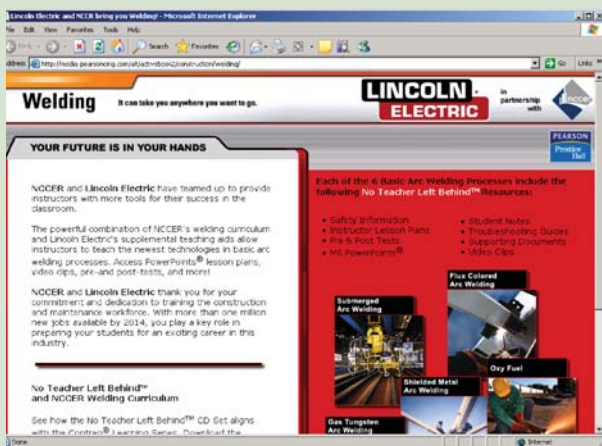 Lincoln Electric and NCCER bring you Welding! - Microsoft Internet Explorer
File Edit View Favorites Tools Help
Search Favorites
Address http://media.pearsoncmg.com/ph/
Go Links
Welding
It can take you anywhere you want to go.
LINCOLN
ELECTRIC
in
partnership
with
nccer
PEARSON
Prentice
Hall
YOUR FUTURE IS IN YOUR HANDS
NCCER and Lincoln Electric have teamed up to provide
instructors with more tools for their success in the
classroom.
The powerful combination of NCCER's welding curriculum
and Lincoln Electric's supplemental teaching aids allow
instructors to teach the newest technologies in basic arc
welding processes. Access PowerPoints® lesson plans,
video clips, pre-and post-tests, and more!
NCCER and Lincoln Electric thank you for your
commitment and dedication to training the construction
and maintenance workforce. With more than one million
new jobs available by 2014, you play a key role in
preparing your students for an exciting career in this
industry.
No Teacher Left Behind™
and NCCER Welding Curriculum
See how the No Teacher Left Behind™ CD Set aligns
with the Contren® Learning Series. Download the
Each of the 6 Basic Arc Welding Processes include the
following No Teacher Left Behind™ Resources:
• Safety Information
• Instructor Lesson Plans
• Pre & Post Tests
• MS PowerPoints®
• Student Notes
• Troubleshooting Guides
• Supporting Documents
• Video Clips
Flux Colored
Arc Welding
Submerged
Arc Welding
Oxy Fuel
Shielded Metal
Arc Welding
Gas Tungsten
Arc Welding
Done
Internet